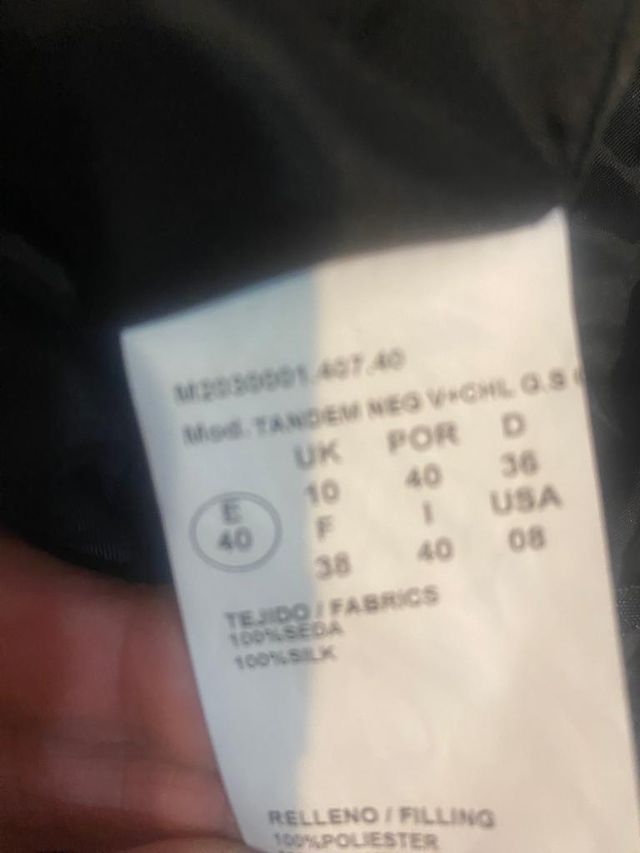 M2030001.407.40
Mod. TANDEM NEG V+CHL G.S
UK POR D
10 40 36
E F I USA
40 38 40 08
TEJIDO / FABRICS
100%SEDA
100%SILK
RELLENO / FILLING
100%POLIESTER